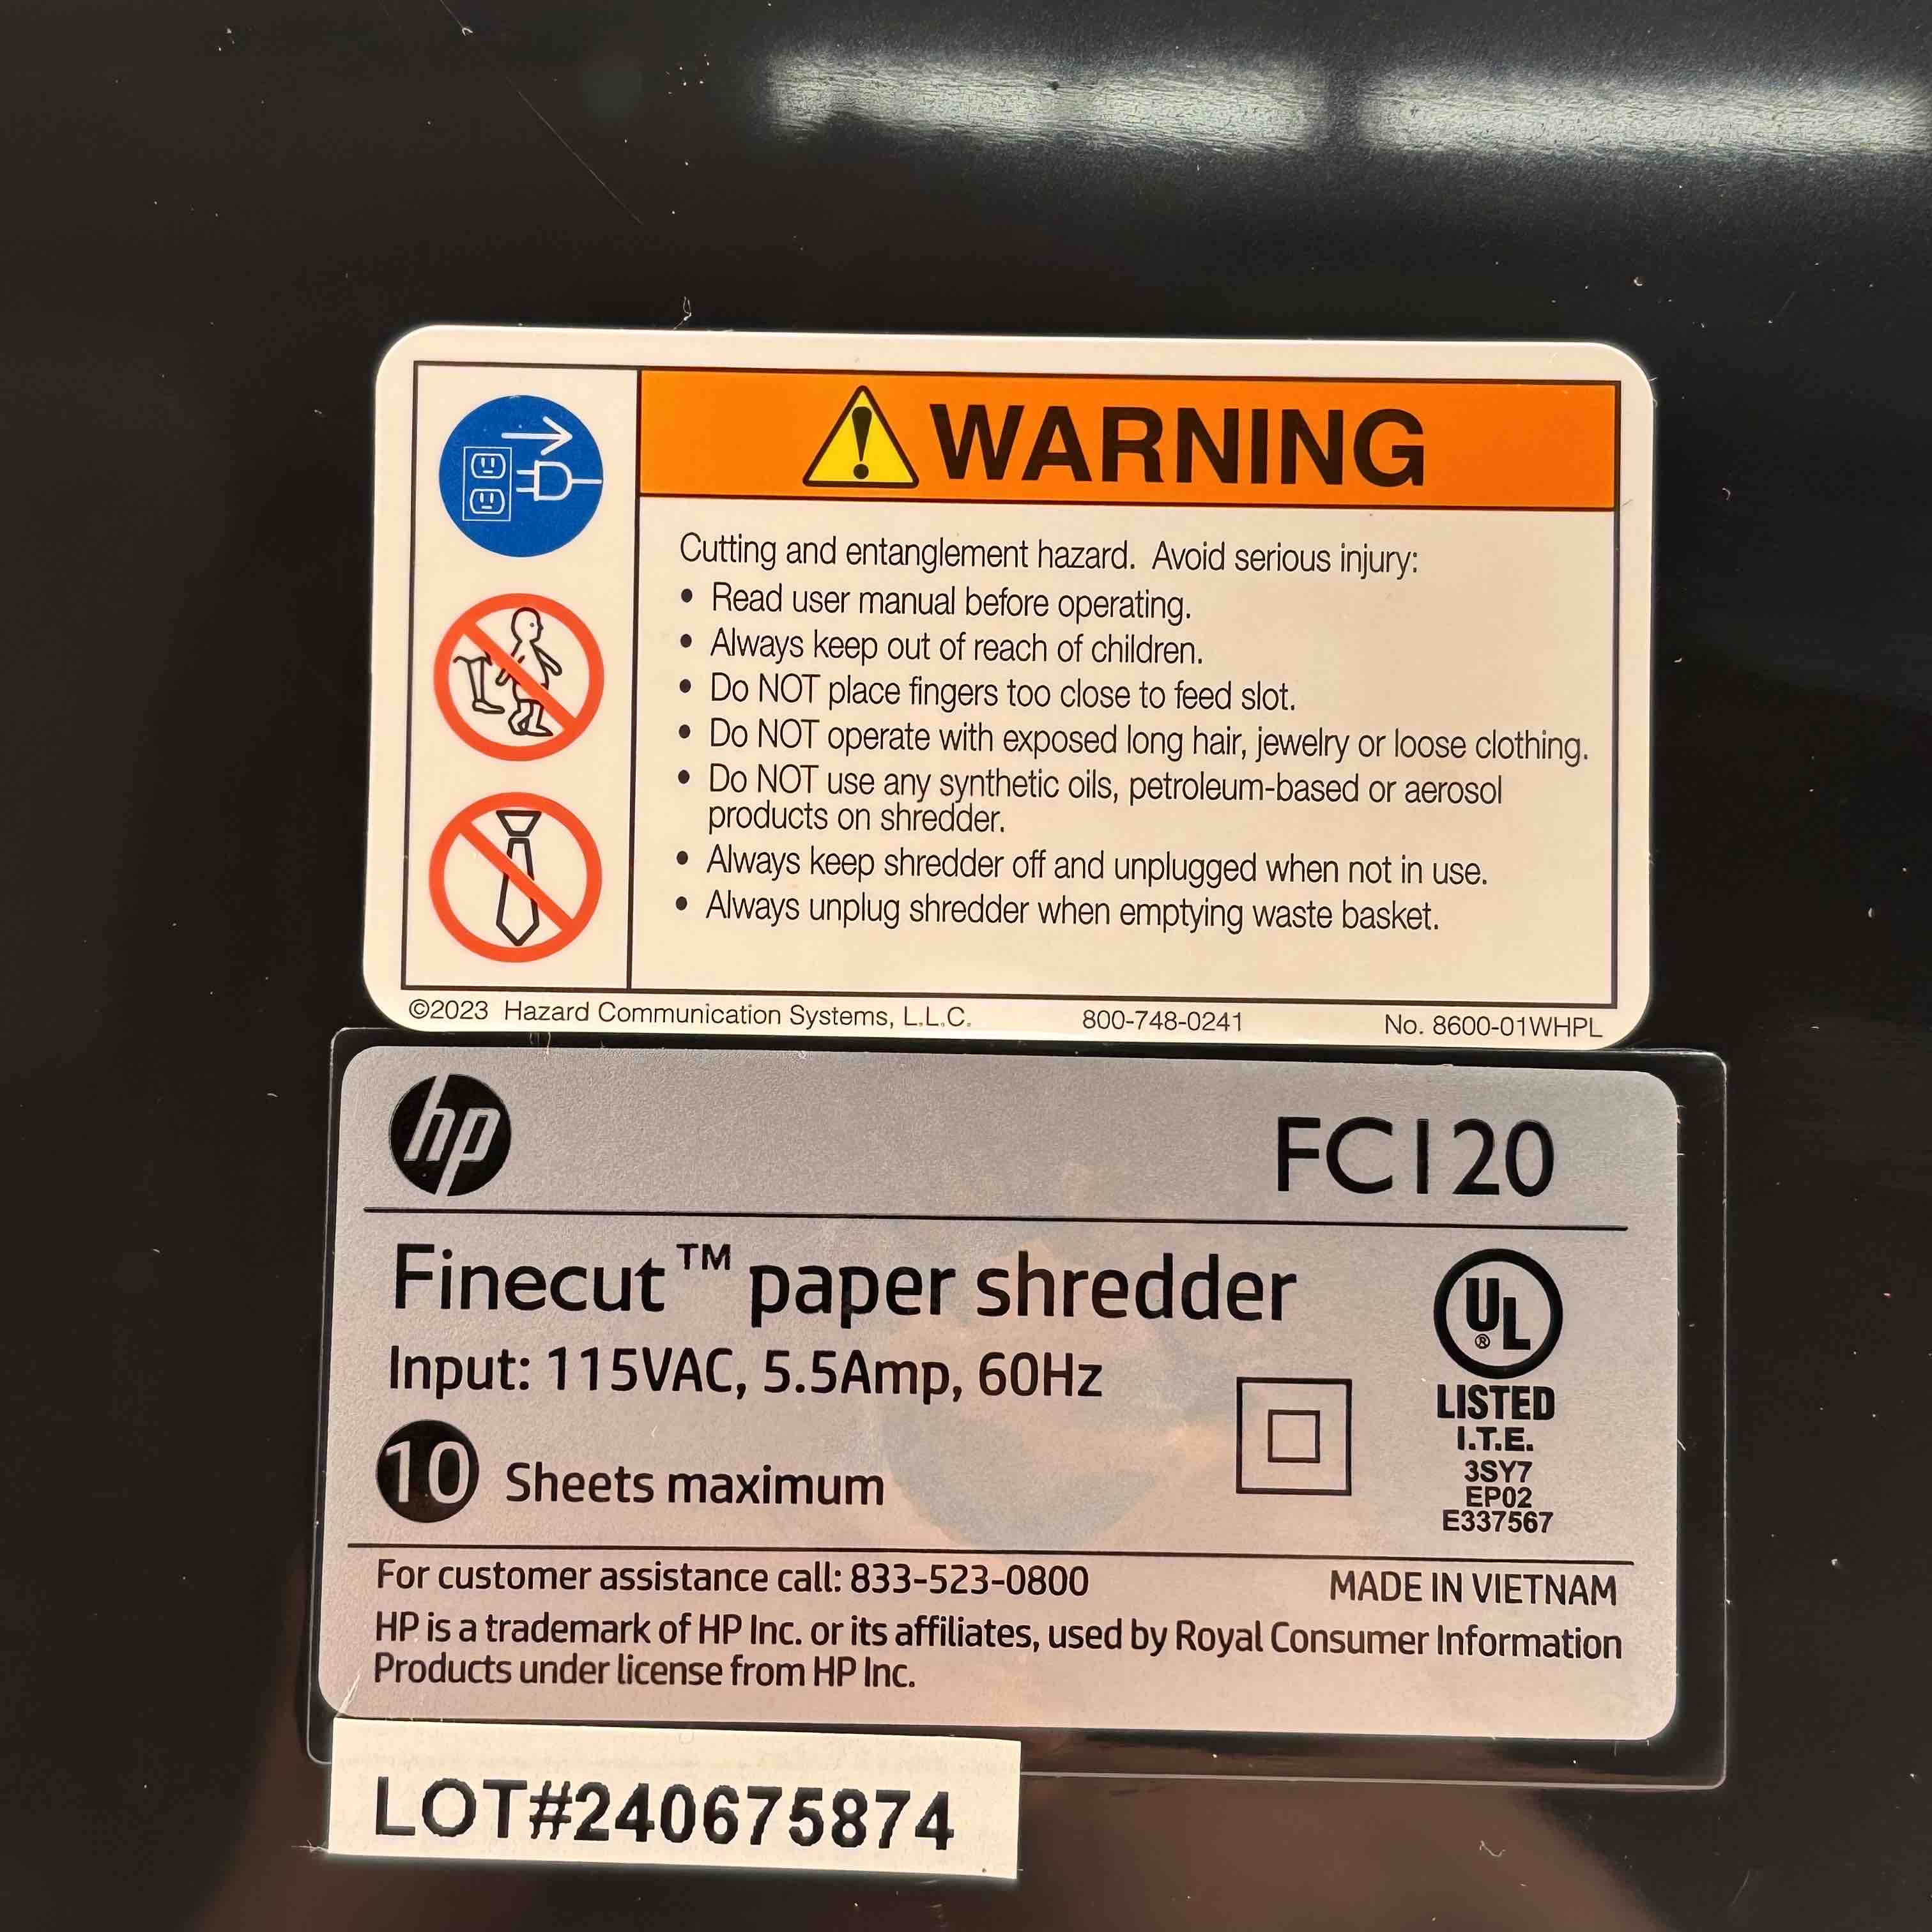 WARNING
Cutting and entanglement hazard. Avoid serious injury:
• Read user manual before operating.
• Always keep out of reach of children.
• Do NOT place fingers too close to feed slot.
• Do NOT operate with exposed long hair, jewelry or loose clothing.
• Do NOT use any synthetic oils, petroleum-based or aerosol
products on shredder.
• Always keep shredder off and unplugged when not in use.
• Always unplug shredder when emptying waste basket.
©2023 Hazard Communication Systems, L.L.C. 800-748-0241 No. 8600-01WHPL
hp FC120
Finecut™ paper shredder
Input: 115VAC, 5.5Amp, 60Hz
10 Sheets maximum
UL ®
LISTED
I.T.E.
3SY7
EP02
E337567
For customer assistance call: 833-523-0800 MADE IN VIETNAM
HP is a trademark of HP Inc. or its affiliates, used by Royal Consumer Information
Products under license from HP Inc.
LOT#240675874